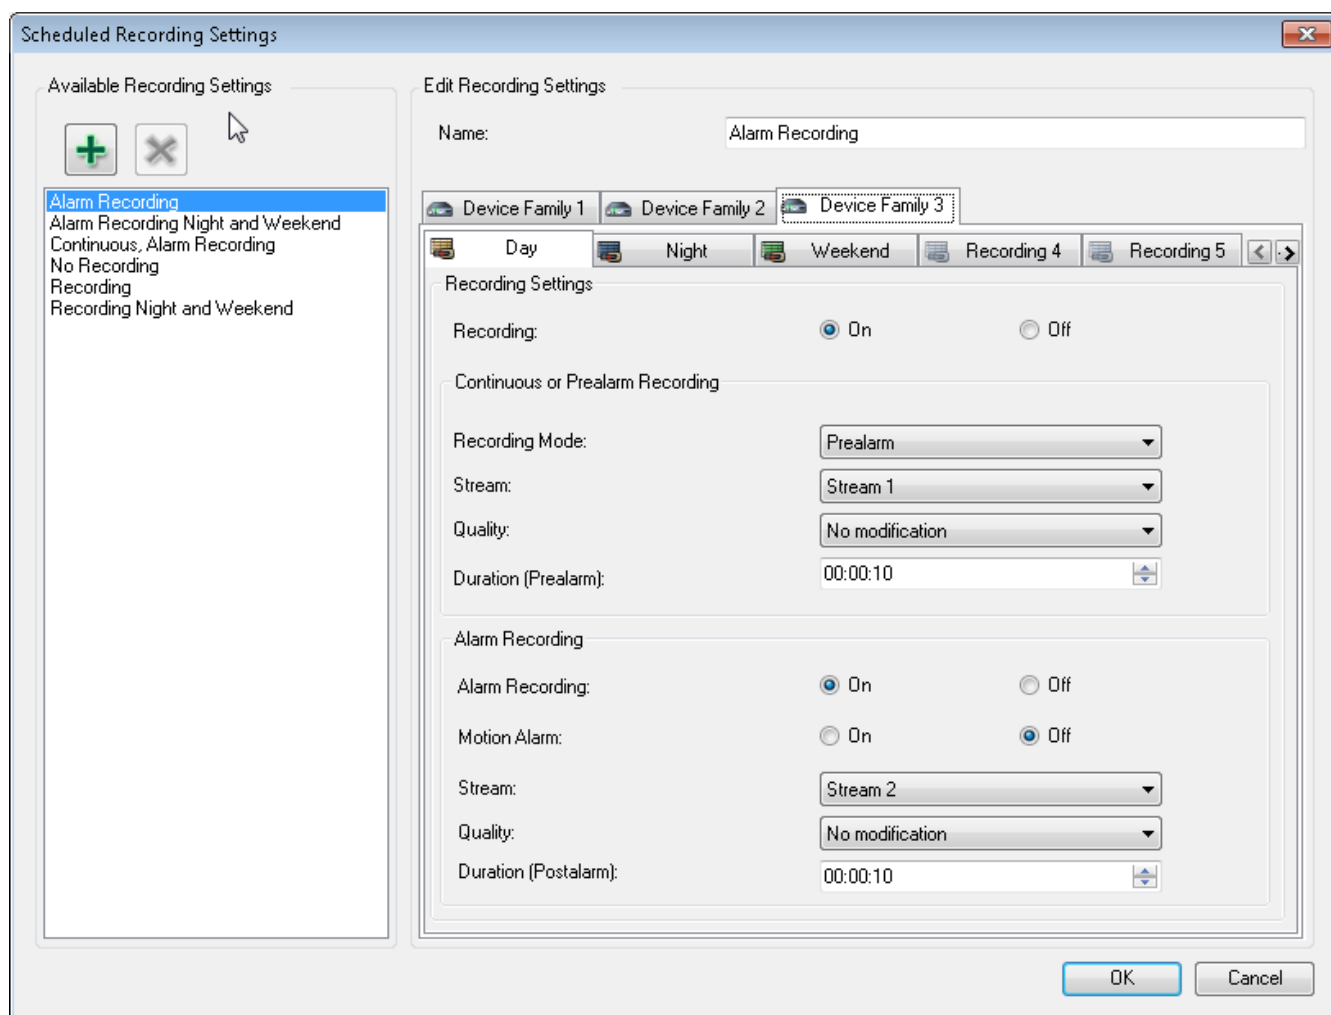 Scheduled Recording Settings
Available Recording Settings
Alarm Recording
Alarm Recording Night and Weekend
Continuous, Alarm Recording
No Recording
Recording
Recording Night and Weekend
Edit Recording Settings
Name: Alarm Recording
Device Family 1 Device Family 2 Device Family 3
Day Night Weekend Recording 4 Recording 5
Recording Settings
Recording: On Off
Continuous or Prealarm Recording
Recording Mode: Prealarm
Stream: Stream 1
Quality: No modification
Duration (Prealarm): 00:00:10
Alarm Recording
Alarm Recording: On Off
Motion Alarm: On Off
Stream: Stream 2
Quality: No modification
Duration (Postalarm): 00:00:10
OK Cancel